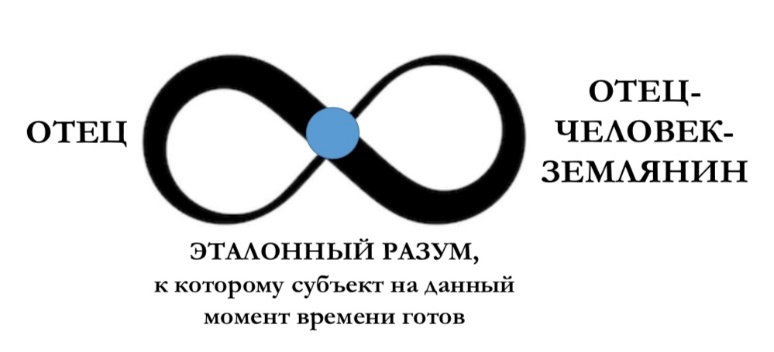 ОТЕЦ
ОТЕЦ-
ЧЕЛОВЕК-
ЗЕМЛЯНИН
ЭТАЛОННЫЙ РАЗУМ,
к которому субъект на данный
момент времени готов